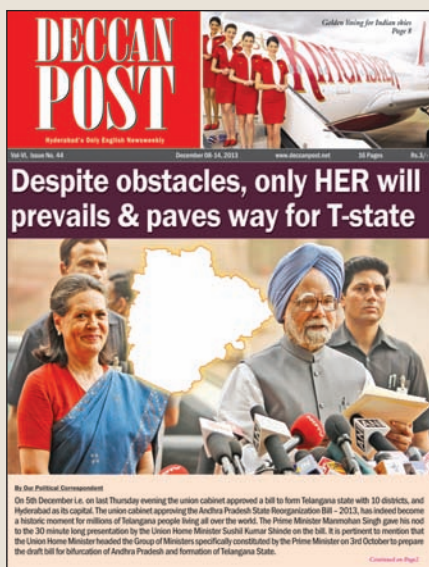 Golden lining for Indian skies
Page 8
DECCAN
POST
KINGFISHER
Hyderabad's Only English Newsweekly
Vol-VI, Issue No. 44 December 08-14, 2013 www.deccanpost.net 16 Pages Rs.3/-
Despite obstacles, only HER will
prevails & paves way for T-state
By Our Political Correspondent
On 5th December i.e. on last Thursday evening the union cabinet approved a bill to form Telangana state with 10 districts, and
Hyderabad as its capital. The union cabinet approving the Andhra Pradesh State Reorganization Bill – 2013, has indeed become
a historic moment for millions of Telangana people living all over the world. The Prime Minister Manmohan Singh gave his nod
to the 30 minute long presentation by the Union Home Minister Sushil Kumar Shinde on the bill. It is pertinent to mention that
the Union Home Minister headed the Group of Ministers specifically constituted by the Prime Minister on 3rd October to prepare
the draft bill for bifurcation of Andhra Pradesh and formation of Telangana State.
Continued on Page2